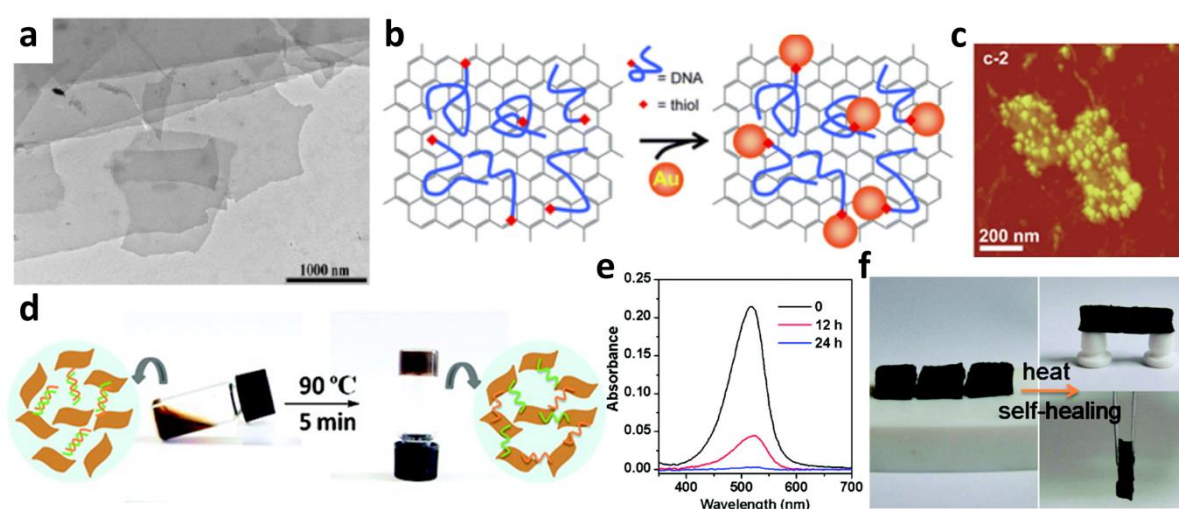 a
1000 nm
b
= DNA
= thiol
Au
c
c-2
200 nm
d
90 ºC
5 min
e
0.25
0.20
0.15
0.10
0.05
0.00
Absorbance
0
12 h
24 h
400
500
600
700
Wavelength (nm)
f
heat
self-healing